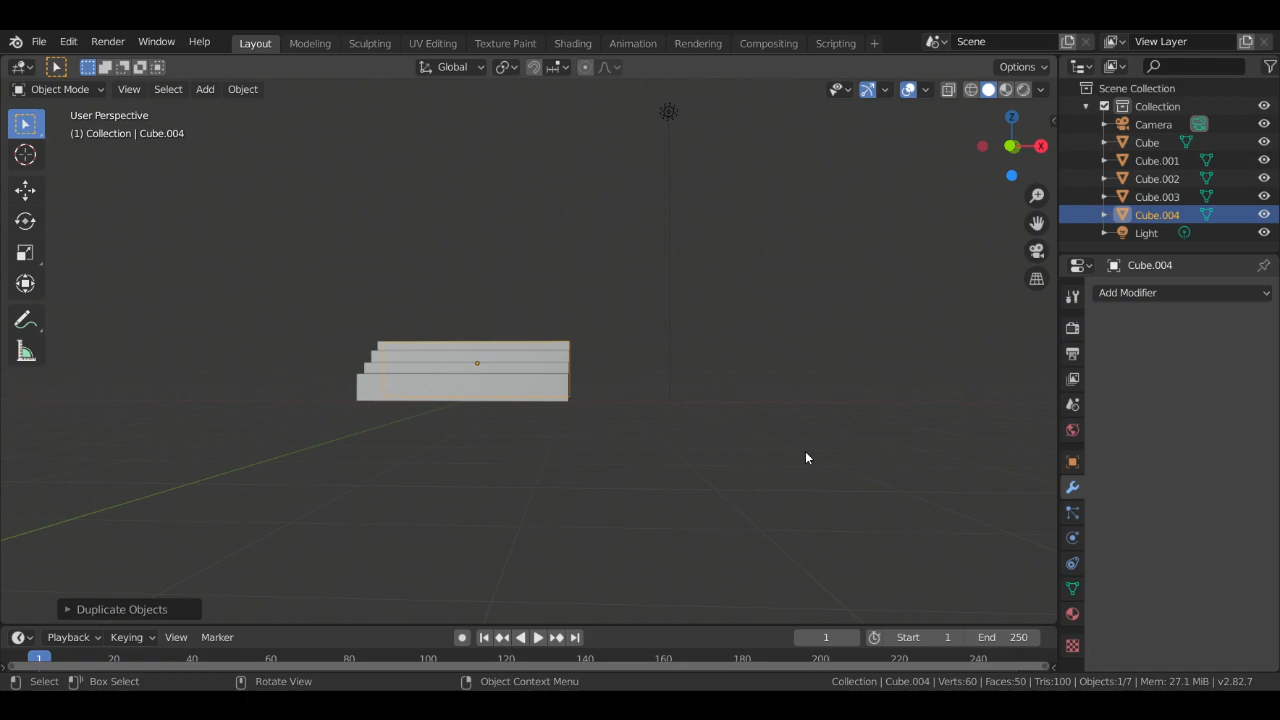 File Edit Render Window Help Layout Modeling Sculpting UV Editing Texture Paint Shading Animation Rendering Compositing Scripting + Scene View Layer
Global Options
Object Mode View Select Add Object
User Perspective
(1) Collection | Cube.004
Z
X
Scene Collection
Collection
Camera
Cube
Cube.001
Cube.002
Cube.003
Cube.004
Light
Cube.004
Add Modifier
Duplicate Objects
Playback Keying View Marker 1 Start 1 End 250
1 20 40 60 80 100 120 140 160 180 200 220 240
Select Box Select Rotate View Object Context Menu Collection | Cube.004 | Verts:60 | Faces:50 | Tris:100 | Objects:1/7 | Mem: 27.1 MiB | v2.82.7